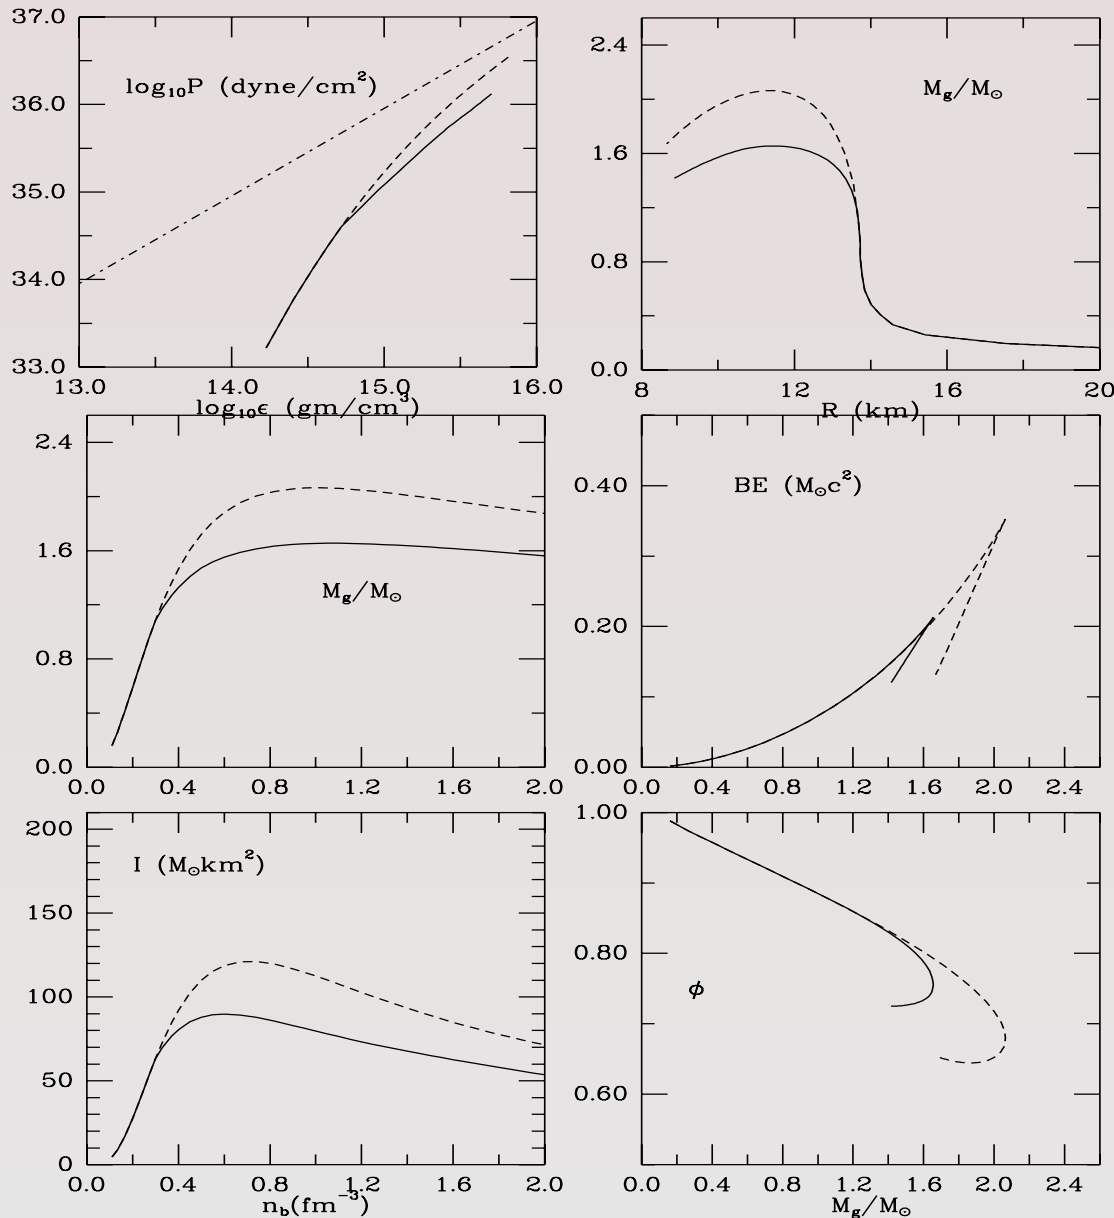 37.0
36.0
35.0
34.0
33.0
log₁₀P (dyne/cm²)
13.0 14.0 15.0 16.0
log₁₀ϵ (gm/cm³)
2.4
1.6
0.8
0.0
M_g/M_⊙
8 12 16 20
R (km)
2.4
1.6
0.8
0.0
M_g/M_⊙
0.0 0.4 0.8 1.2 1.6 2.0
0.40
0.20
0.00
BE (M_⊙c²)
0.0 0.4 0.8 1.2 1.6 2.0 2.4
200
150
100
50
0
I (M_⊙km²)
0.0 0.4 0.8 1.2 1.6 2.0
n_b(fm⁻³)
1.00
0.80
0.60
ϕ
0.0 0.4 0.8 1.2 1.6 2.0 2.4
M_g/M_⊙